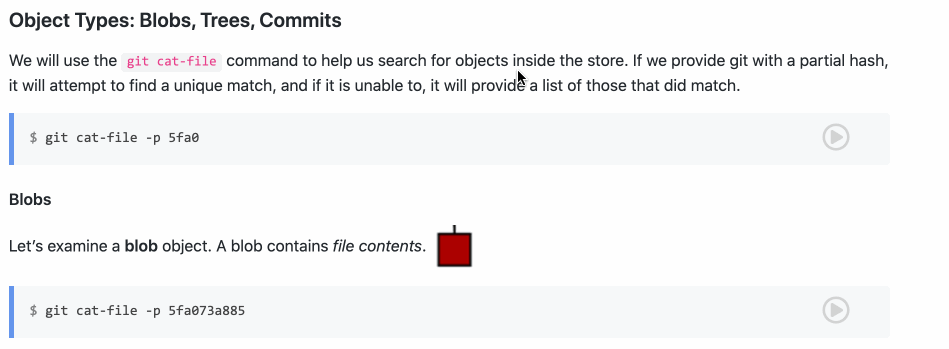 Object Types: Blobs, Trees, Commits
We will use the git cat-file command to help us search for objects inside the store. If we provide git with a partial hash,
it will attempt to find a unique match, and if it is unable to, it will provide a list of those that did match.
$ git cat-file -p 5fa0
Blobs
Let’s examine a blob object. A blob contains file contents.
$ git cat-file -p 5fa073a885